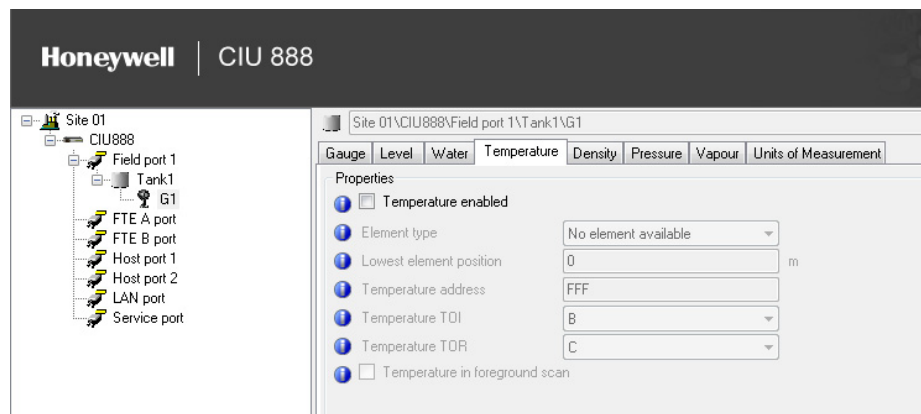 Honeywell | CIU 888
Site 01
CIU888
Field port 1
Tank1
G1
FTE A port
FTE B port
Host port 1
Host port 2
LAN port
Service port
Site 01\CIU888\Field port 1\Tank1\G1
Gauge Level Water Temperature Density Pressure Vapour Units of Measurement
Properties
Temperature enabled
Element type No element available
Lowest element position 0 m
Temperature address FFF
Temperature TOI B
Temperature TOR C
Temperature in foreground scan